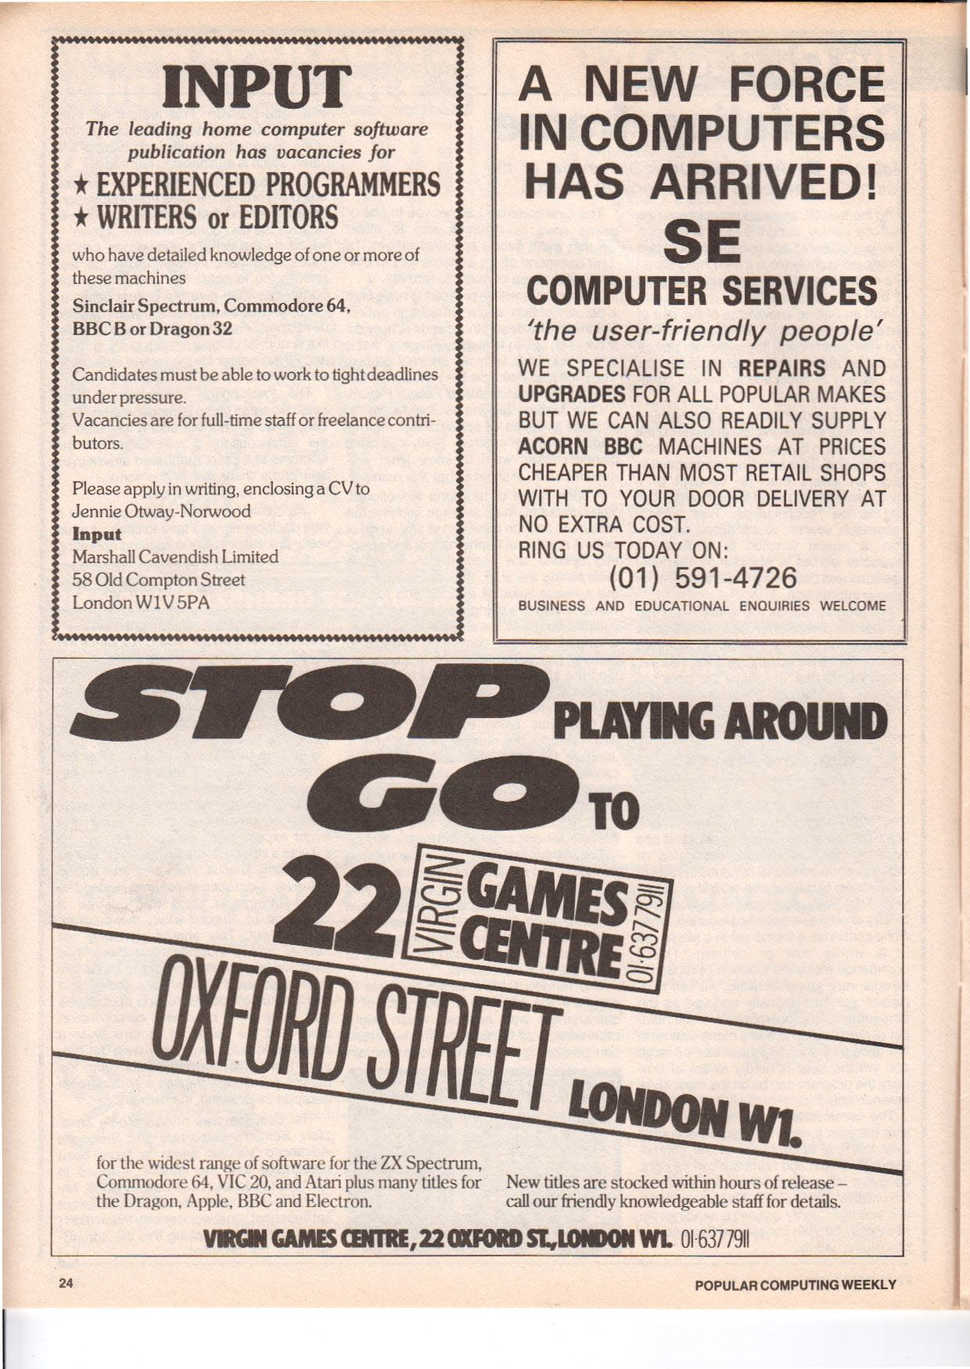 INPUT
The leading home computer software
publication has vacancies for
★ EXPERIENCED PROGRAMMERS
★ WRITERS or EDITORS
who have detailed knowledge of one or more of
these machines
Sinclair Spectrum, Commodore 64,
BBC B or Dragon 32
Candidates must be able to work to tight deadlines
under pressure.
Vacancies are for full-time staff or freelance contri-
butors.
Please apply in writing, enclosing a CV to
Jennie Otway-Norwood
Input
Marshall Cavendish Limited
58 Old Compton Street
London W1V 5PA
A NEW FORCE
IN COMPUTERS
HAS ARRIVED!
SE
COMPUTER SERVICES
'the user-friendly people'
WE SPECIALISE IN REPAIRS AND
UPGRADES FOR ALL POPULAR MAKES
BUT WE CAN ALSO READILY SUPPLY
ACORN BBC MACHINES AT PRICES
CHEAPER THAN MOST RETAIL SHOPS
WITH TO YOUR DOOR DELIVERY AT
NO EXTRA COST.
RING US TODAY ON:
(01) 591-4726
BUSINESS AND EDUCATIONAL ENQUIRIES WELCOME
STOP PLAYING AROUND
GO TO
22
VIRGIN
GAMES
CENTRE
01·637 7911
OXFORD STREET LONDON W1.
for the widest range of software for the ZX Spectrum,
Commodore 64, VIC 20, and Atari plus many titles for
the Dragon, Apple, BBC and Electron.
New titles are stocked within hours of release –
call our friendly knowledgeable staff for details.
VIRGIN GAMES CENTRE, 22 OXFORD ST., LONDON W1. 01·637 7911
24
POPULAR COMPUTING WEEKLY